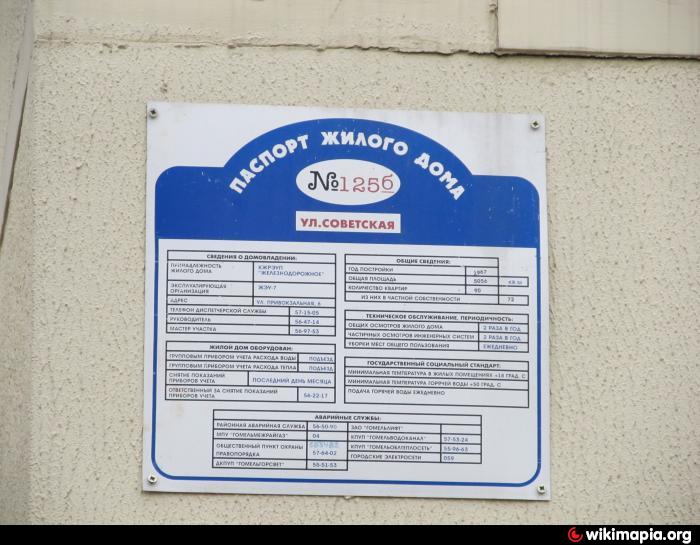 ПАСПОРТ ЖИЛОГО ДОМА
№125б
УЛ.СОВЕТСКАЯ
СВЕДЕНИЯ О ДОМОВЛАДЕНИИ:
ПРИНАДЛЕЖНОСТЬ ЖИЛОГО ДОМА КЖРЭУП "ЖЕЛЕЗНОДОРОЖНОЕ"
ЭКСПЛУАТИРУЮЩАЯ ОРГАНИЗАЦИЯ ЖЭУ-7
АДРЕС УЛ. ПРИВОКЗАЛЬНАЯ, 6
ТЕЛЕФОН ДИСПЕТЧЕРСКОЙ СЛУЖБЫ 57-15-05
РУКОВОДИТЕЛЬ 56-47-14
МАСТЕР УЧАСТКА 56-97-53
ЖИЛОЙ ДОМ ОБОРУДОВАН:
ГРУППОВЫМ ПРИБОРОМ УЧЕТА РАСХОДА ВОДЫ ПОДЪЕЗД
ГРУППОВЫМ ПРИБОРОМ УЧЕТА РАСХОДА ТЕПЛА ПОДЪЕЗД
СНЯТИЕ ПОКАЗАНИЙ ПРИБОРОВ УЧЕТА ПОСЛЕДНИЙ ДЕНЬ МЕСЯЦА
ОТВЕТСТВЕННЫЙ ЗА СНЯТИЕ ПОКАЗАНИЙ ПРИБОРОВ УЧЕТА 56-22-17
ОБЩИЕ СВЕДЕНИЯ:
ГОД ПОСТРОЙКИ 1967
ОБЩАЯ ПЛОЩАДЬ 5056 КВ.М
КОЛИЧЕСТВО КВАРТИР 90
ИЗ НИХ В ЧАСТНОЙ СОБСТВЕННОСТИ 72
ТЕХНИЧЕСКОЕ ОБСЛУЖИВАНИЕ. ПЕРИОДИЧНОСТЬ:
ОБЩИХ ОСМОТРОВ ЖИЛОГО ДОМА 2 РАЗА В ГОД
ЧАСТИЧНЫХ ОСМОТРОВ ИНЖЕНЕРНЫХ СИСТЕМ 2 РАЗА В ГОД
УБОРКИ МЕСТ ОБЩЕГО ПОЛЬЗОВАНИЯ ЕЖЕДНЕВНО
ГОСУДАРСТВЕННЫЙ СОЦИАЛЬНЫЙ СТАНДАРТ:
МИНИМАЛЬНАЯ ТЕМПЕРАТУРА В ЖИЛЫХ ПОМЕЩЕНИЯХ +18 ГРАД. С
МИНИМАЛЬНАЯ ТЕМПЕРАТУРА ГОРЯЧЕЙ ВОДЫ +50 ГРАД. С
ПОДАЧА ГОРЯЧЕЙ ВОДЫ ЕЖЕДНЕВНО
АВАРИЙНЫЕ СЛУЖБЫ:
РАЙОННАЯ АВАРИЙНАЯ СЛУЖБА 56-50-90 ЗАО "ГОМЕЛЬЛИФТ"
МПУ "ГОМЕЛЬМЕЖРАЙГАЗ" 04 КПУП "ГОМЕЛЬВОДОКАНАЛ" 57-53-24
ОБЩЕСТВЕННЫЙ ПУНКТ ОХРАНЫ КПУП "ГОМЕЛЬОБЛТЕПЛОСЕТЬ" 55-96-63
ПРАВОПОРЯДКА 57-64-02 ГОРОДСКИЕ ЭЛЕКТРОСЕТИ 059
ДКПУП "ГОМЕЛЬГОРСВЕТ" 55-51-53
wikimapia.org